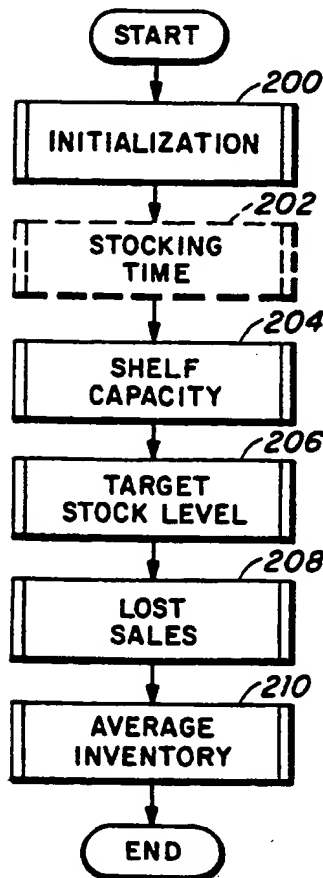 START
200
INITIALIZATION
202
STOCKING
TIME
204
SHELF
CAPACITY
206
TARGET
STOCK LEVEL
208
LOST
SALES
210
AVERAGE
INVENTORY
END